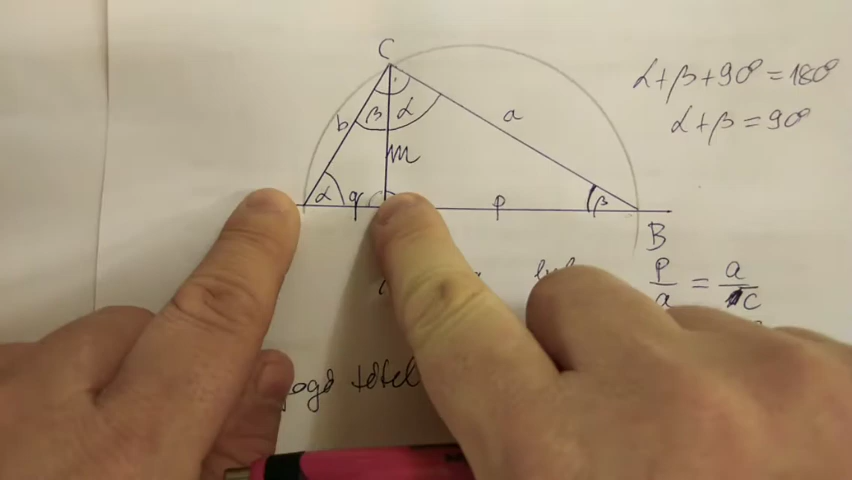 C
α+β+90°=180°
α+β=90°
b
β
α
a
m
α
q
p
β
B
p/a = a/c
tétel